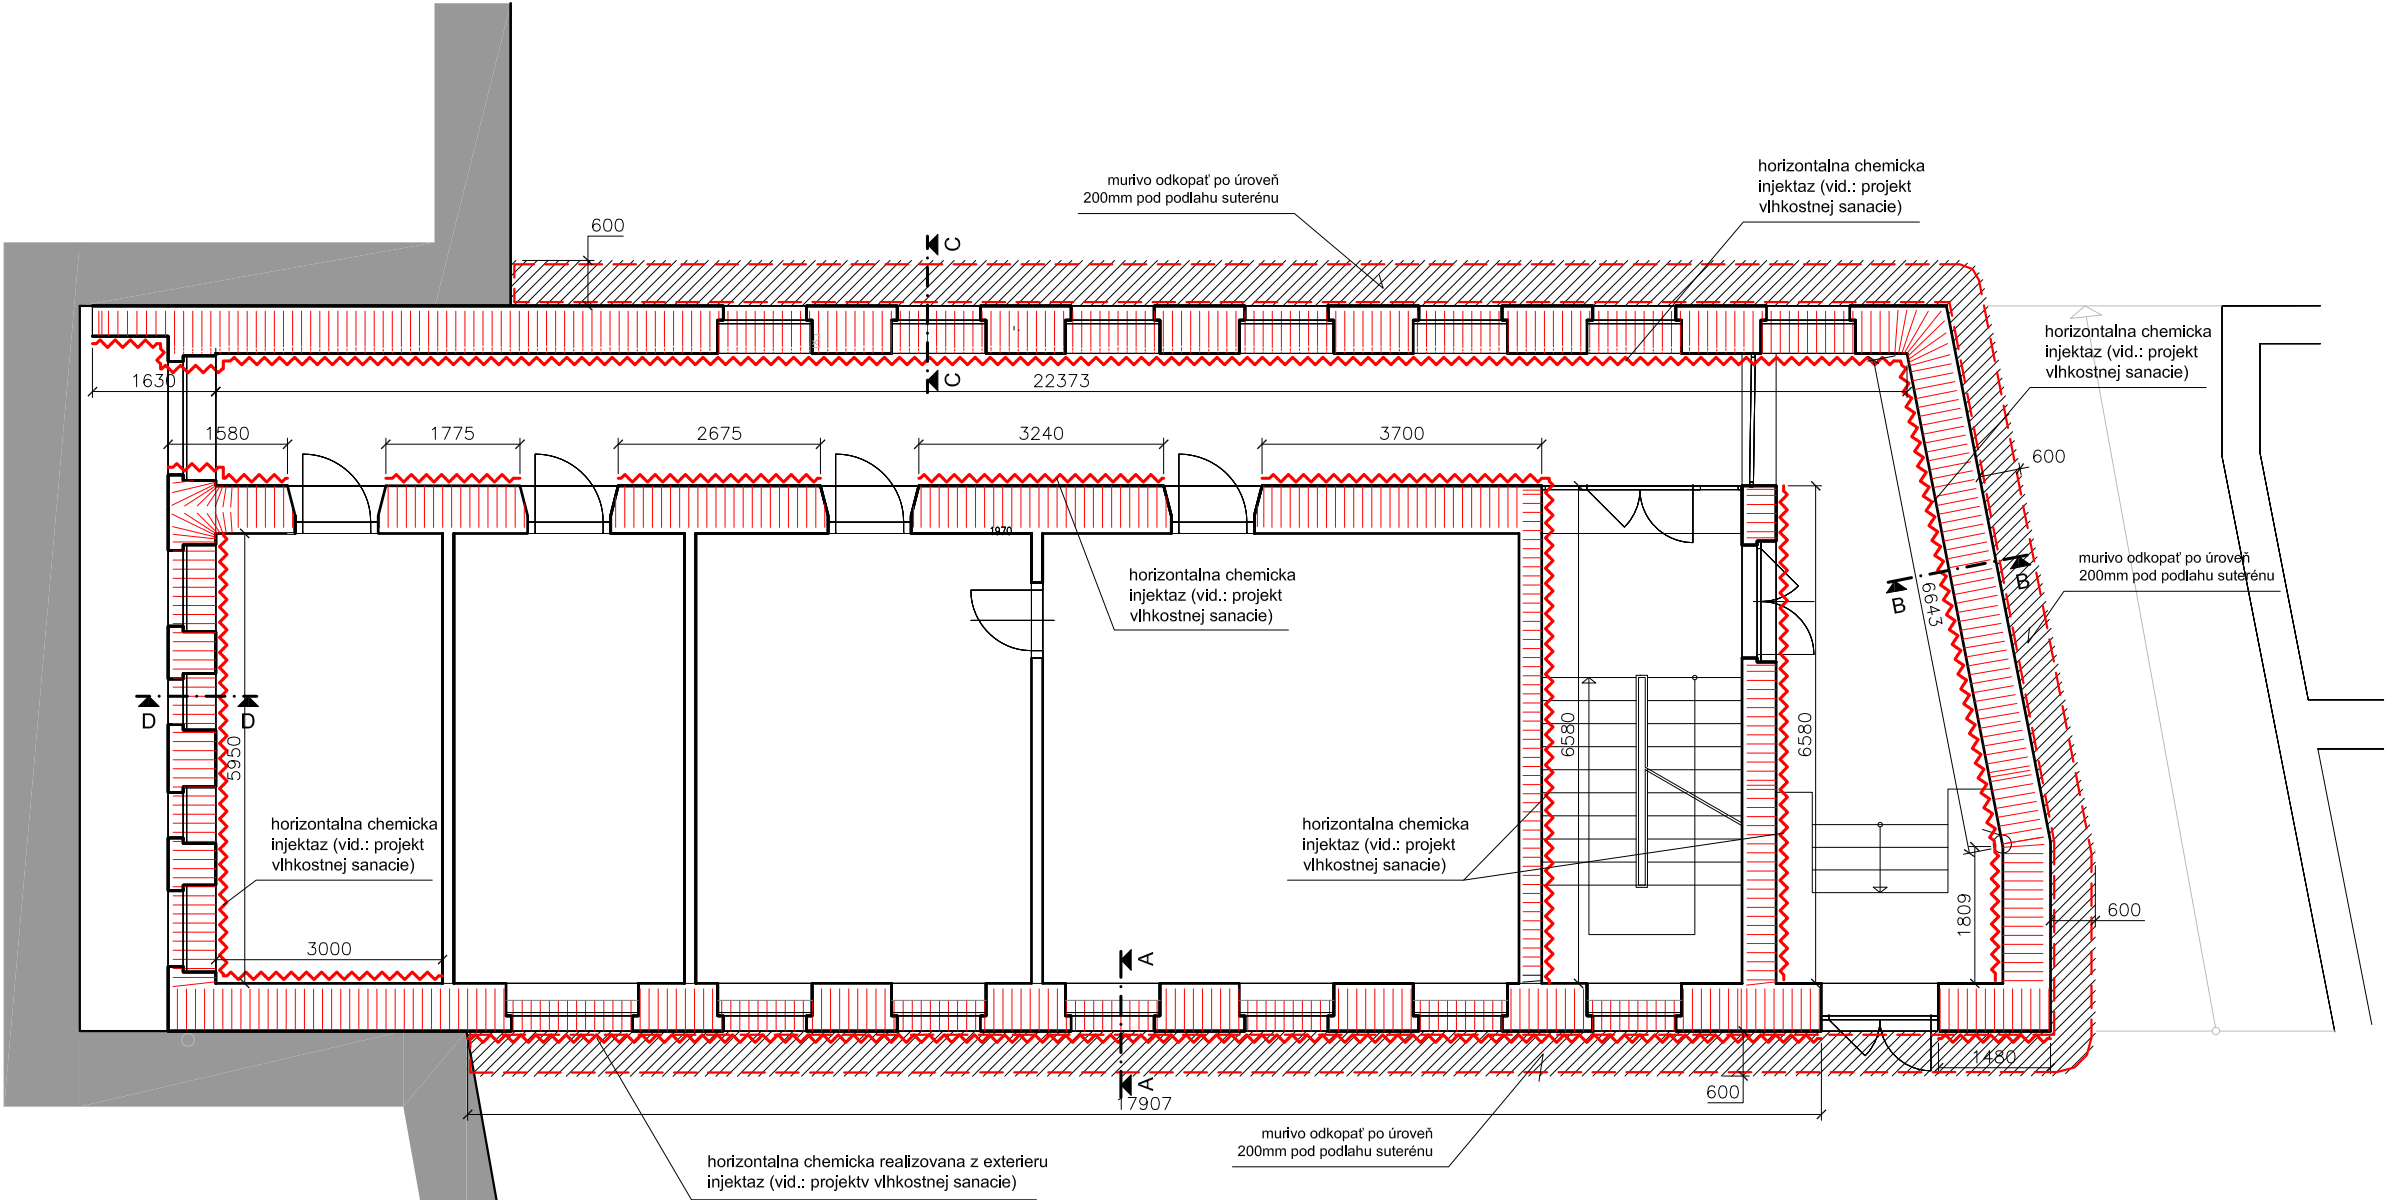 horizontalna chemicka
injektaz (vid.: projekt
vlhkostnej sanacie)
murivo odkopať po úroveň
200mm pod podlahu suterénu
600
C
horizontalna chemicka
injektaz (vid.: projekt
vlhkostnej sanacie)
1630
22373
C
1580
1775
2675
3240
3700
600
1970
murivo odkopať po úroveň
200mm pod podlahu suterénu
horizontalna chemicka
injektaz (vid.: projekt
vlhkostnej sanacie)
B
B
6643
D
D
5950
6580
6580
horizontalna chemicka
injektaz (vid.: projekt
vlhkostnej sanacie)
horizontalna chemicka
injektaz (vid.: projekt
vlhkostnej sanacie)
1809
600
3000
A
1480
A
600
17907
murivo odkopať po úroveň
200mm pod podlahu suterénu
horizontalna chemicka realizovana z exterieru
injektaz (vid.: projektv vlhkostnej sanacie)